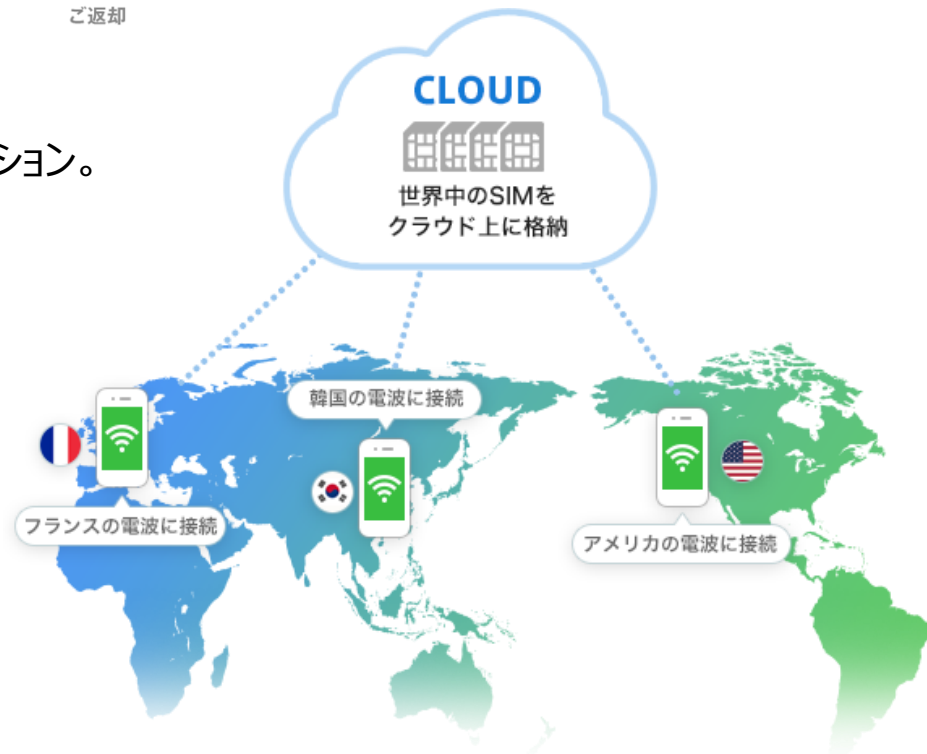 ご返却
ション。
CLOUD
世界中のSIMを
クラウド上に格納
韓国の電波に接続
フランスの電波に接続
アメリカの電波に接続